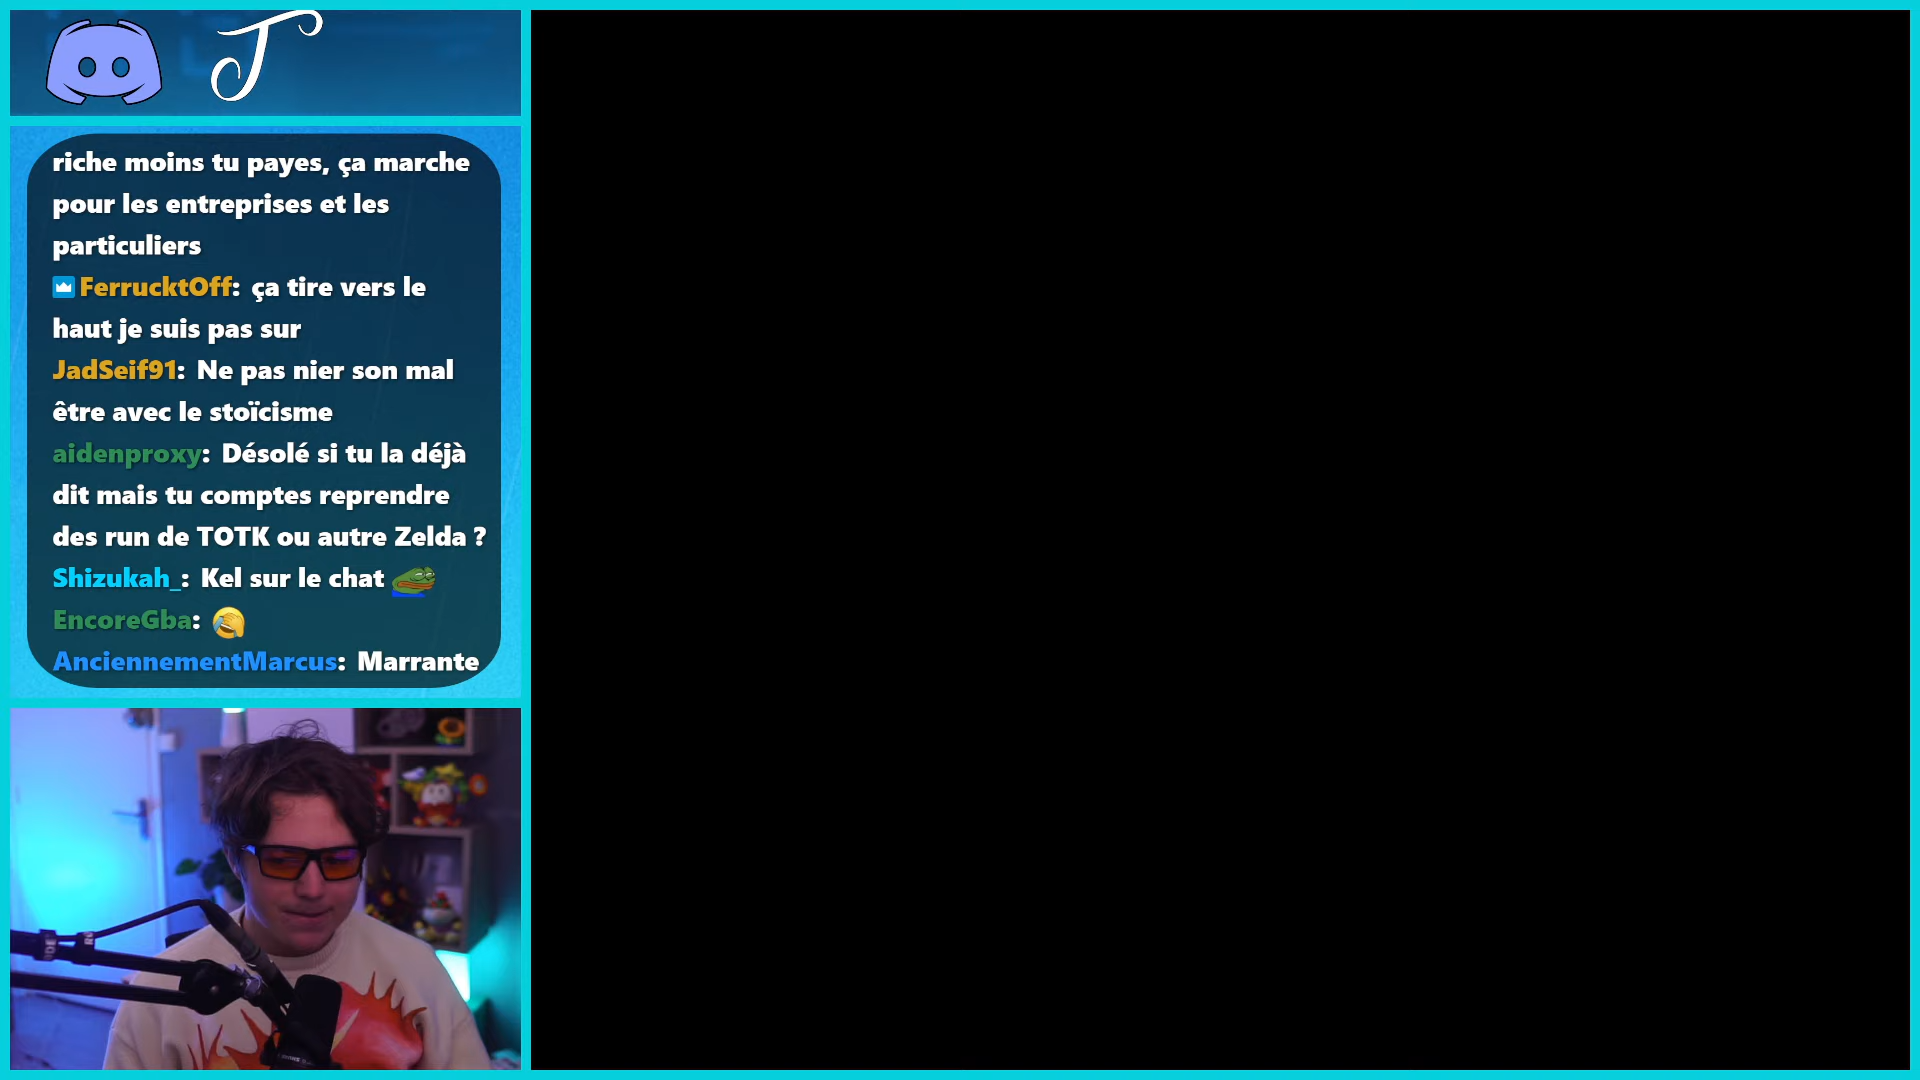 J
riche moins tu payes, ça marche
pour les entreprises et les
particuliers
FerrucktOff: ça tire vers le
haut je suis pas sur
JadSeif91: Ne pas nier son mal
être avec le stoïcisme
aidenproxy: Désolé si tu la déjà
dit mais tu comptes reprendre
des run de TOTK ou autre Zelda ?
Shizukah_: Kel sur le chat
EncoreGba:
AnciennementMarcus: Marrante